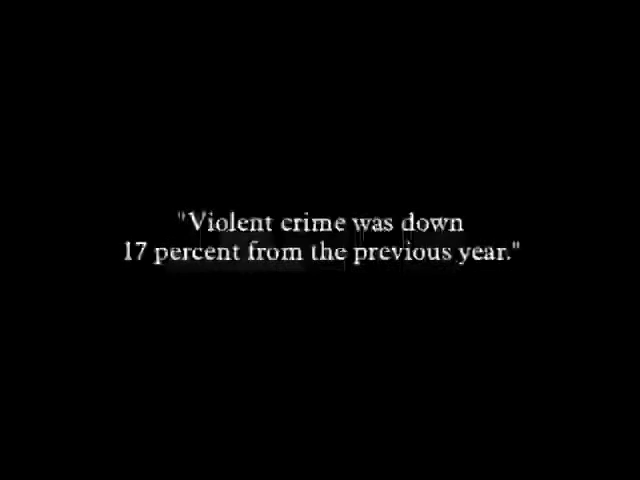 "Violent crime was down
17 percent from the previous year."